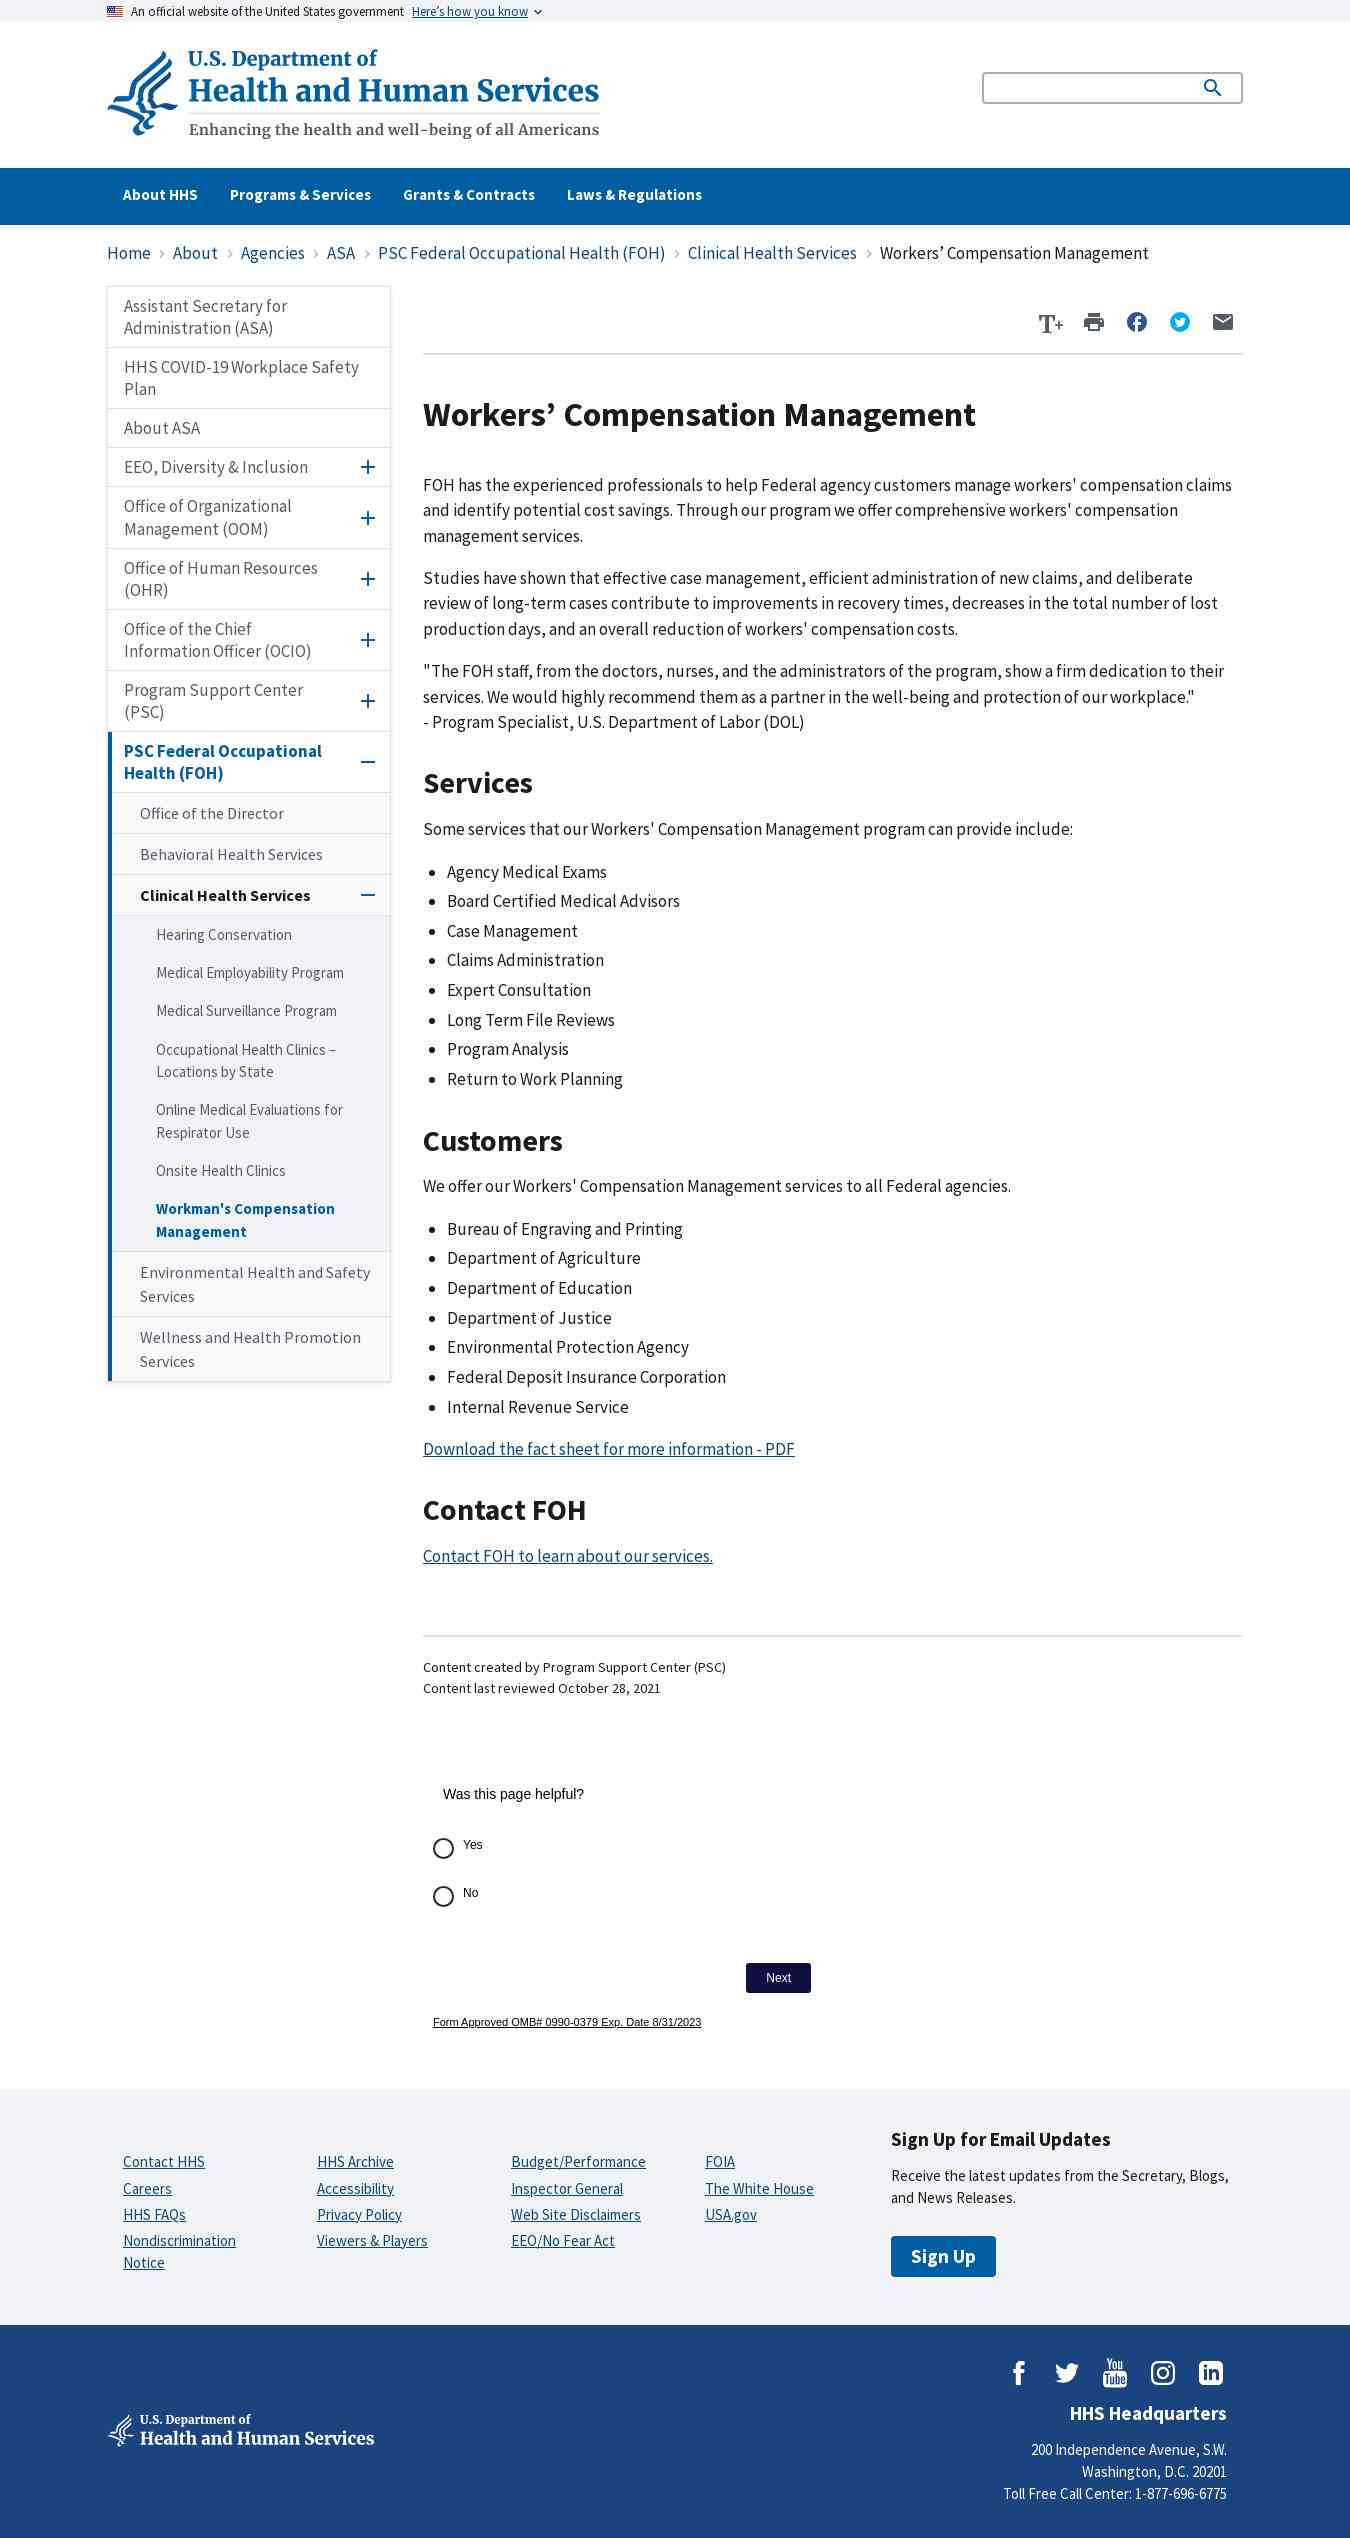 An official website of the United States government Here’s how you know
U.S. Department of
Health and Human Services
Enhancing the health and well-being of all Americans
About HHS
Programs & Services
Grants & Contracts
Laws & Regulations
Home > About > Agencies > ASA > PSC Federal Occupational Health (FOH) > Clinical Health Services > Workers’ Compensation Management
Assistant Secretary for
Administration (ASA)
HHS COVID-19 Workplace Safety
Plan
About ASA
EEO, Diversity & Inclusion
Office of Organizational
Management (OOM)
Office of Human Resources
(OHR)
Office of the Chief
Information Officer (OCIO)
Program Support Center
(PSC)
PSC Federal Occupational
Health (FOH)
Office of the Director
Behavioral Health Services
Clinical Health Services
Hearing Conservation
Medical Employability Program
Medical Surveillance Program
Occupational Health Clinics –
Locations by State
Online Medical Evaluations for
Respirator Use
Onsite Health Clinics
Workman's Compensation
Management
Environmental Health and Safety
Services
Wellness and Health Promotion
Services
T+
Workers’ Compensation Management
FOH has the experienced professionals to help Federal agency customers manage workers' compensation claims
and identify potential cost savings. Through our program we offer comprehensive workers' compensation
management services.
Studies have shown that effective case management, efficient administration of new claims, and deliberate
review of long-term cases contribute to improvements in recovery times, decreases in the total number of lost
production days, and an overall reduction of workers' compensation costs.
"The FOH staff, from the doctors, nurses, and the administrators of the program, show a firm dedication to their
services. We would highly recommend them as a partner in the well-being and protection of our workplace."
- Program Specialist, U.S. Department of Labor (DOL)
Services
Some services that our Workers' Compensation Management program can provide include:
Agency Medical Exams
Board Certified Medical Advisors
Case Management
Claims Administration
Expert Consultation
Long Term File Reviews
Program Analysis
Return to Work Planning
Customers
We offer our Workers' Compensation Management services to all Federal agencies.
Bureau of Engraving and Printing
Department of Agriculture
Department of Education
Department of Justice
Environmental Protection Agency
Federal Deposit Insurance Corporation
Internal Revenue Service
Download the fact sheet for more information - PDF
Contact FOH
Contact FOH to learn about our services.
Content created by Program Support Center (PSC)
Content last reviewed October 28, 2021
Was this page helpful?
Yes
No
Next
Form Approved OMB# 0990-0379 Exp. Date 8/31/2023
Contact HHS
Careers
HHS FAQs
Nondiscrimination
Notice
HHS Archive
Accessibility
Privacy Policy
Viewers & Players
Budget/Performance
Inspector General
Web Site Disclaimers
EEO/No Fear Act
FOIA
The White House
USA.gov
Sign Up for Email Updates
Receive the latest updates from the Secretary, Blogs,
and News Releases.
Sign Up
You
Tube
U.S. Department of
Health and Human Services
HHS Headquarters
200 Independence Avenue, S.W.
Washington, D.C. 20201
Toll Free Call Center: 1-877-696-6775